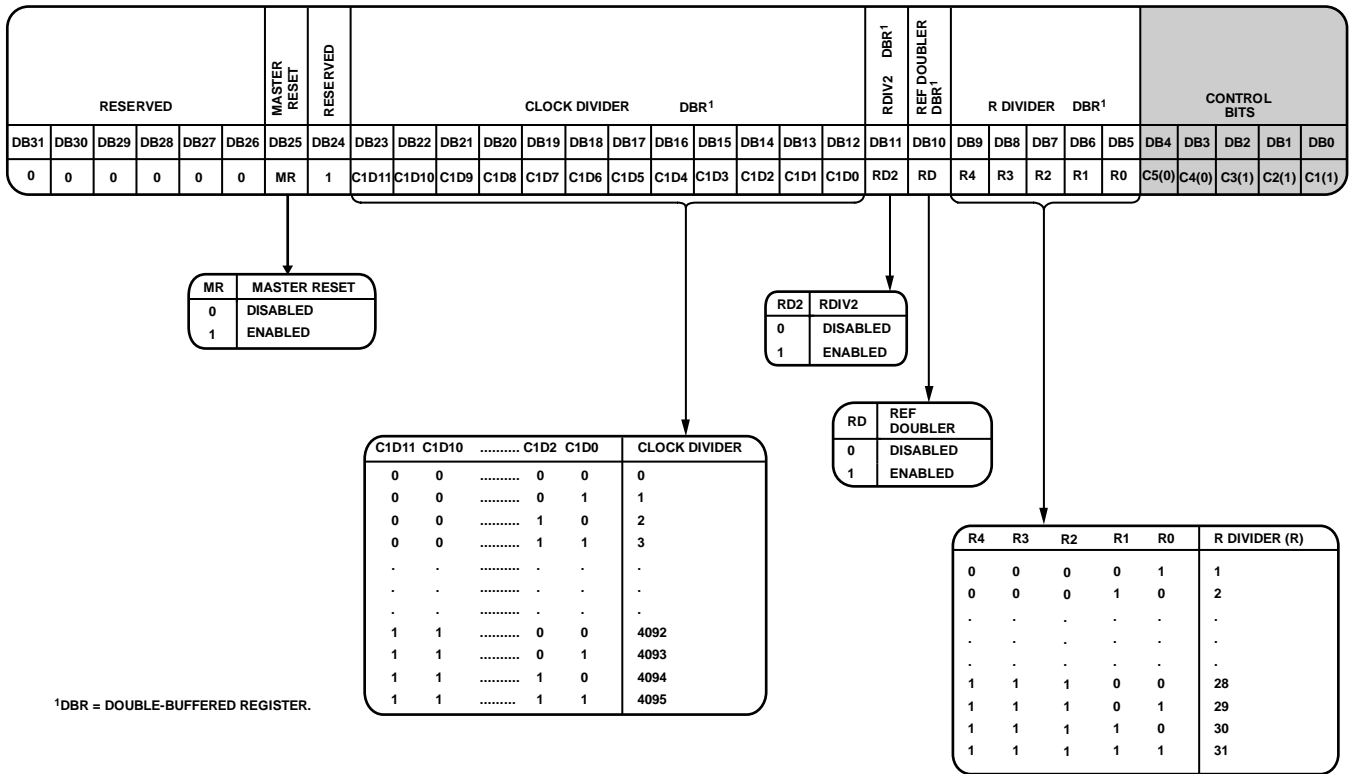 RESERVED
MASTER RESET
RESERVED
CLOCK DIVIDER DBR1
RDIV2 DBR1
REF DOUBLER DBR1
R DIVIDER DBR1
CONTROL BITS
DB31 DB30 DB29 DB28 DB27 DB26 DB25 DB24 DB23 DB22 DB21 DB20 DB19 DB18 DB17 DB16 DB15 DB14 DB13 DB12 DB11 DB10 DB9 DB8 DB7 DB6 DB5 DB4 DB3 DB2 DB1 DB0
0 0 0 0 0 0 MR 1 C1D11 C1D10 C1D9 C1D8 C1D7 C1D6 C1D5 C1D4 C1D3 C1D2 C1D1 C1D0 RD2 RD R4 R3 R2 R1 R0 C5(0) C4(0) C3(1) C2(1) C1(1)
MR MASTER RESET
0 DISABLED
1 ENABLED
RD2 RDIV2
0 DISABLED
1 ENABLED
RD REF DOUBLER
0 DISABLED
1 ENABLED
C1D11 C1D10 .......... C1D2 C1D0 CLOCK DIVIDER
0 0 .......... 0 0 0
0 0 .......... 0 1 1
0 0 .......... 1 0 2
0 0 .......... 1 1 3
. . .......... . . .
. . .......... . . .
. . .......... . . .
1 1 .......... 0 0 4092
1 1 .......... 0 1 4093
1 1 .......... 1 0 4094
1 1 ......... 1 1 4095
R4 R3 R2 R1 R0 R DIVIDER (R)
0 0 0 0 1 1
0 0 0 1 0 2
. . . . . .
. . . . . .
. . . . . .
1 1 1 0 0 28
1 1 1 0 1 29
1 1 1 1 0 30
1 1 1 1 1 31
1DBR = DOUBLE-BUFFERED REGISTER.